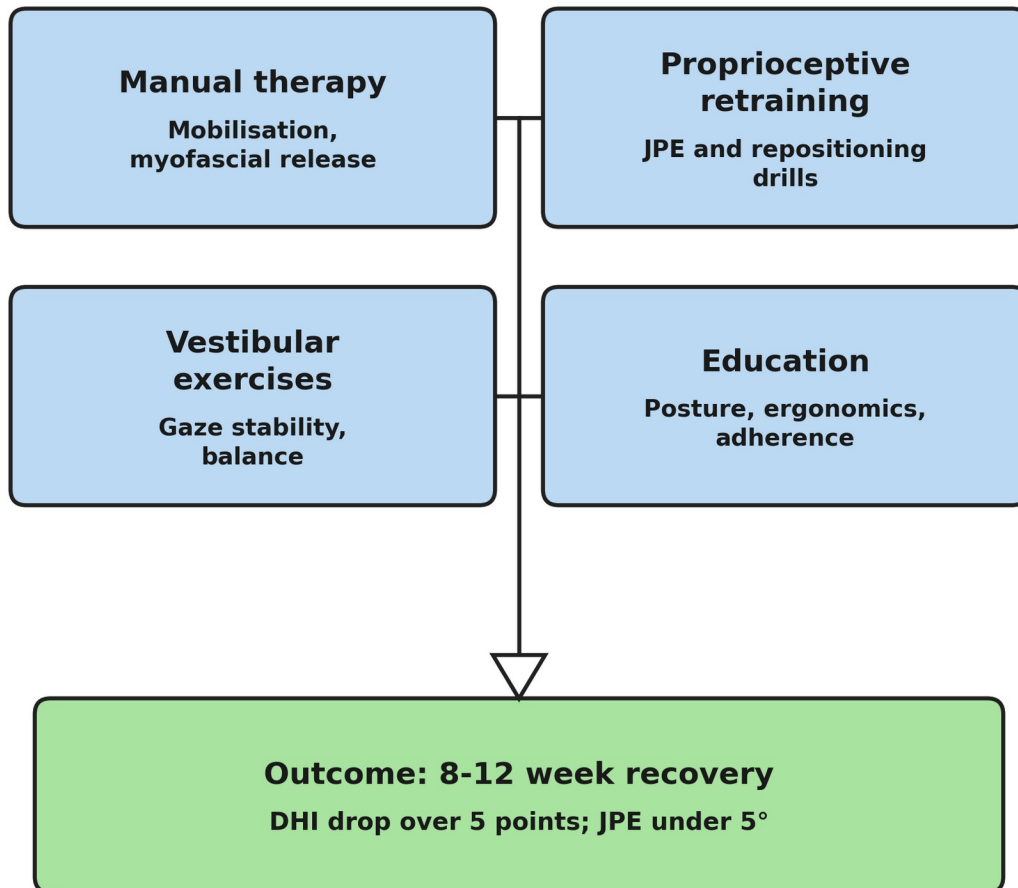 Manual therapy
Mobilisation,
myofascial release
Proprioceptive
retraining
JPE and repositioning
drills
Vestibular
exercises
Gaze stability,
balance
Education
Posture, ergonomics,
adherence
Outcome: 8-12 week recovery
DHI drop over 5 points; JPE under 5°